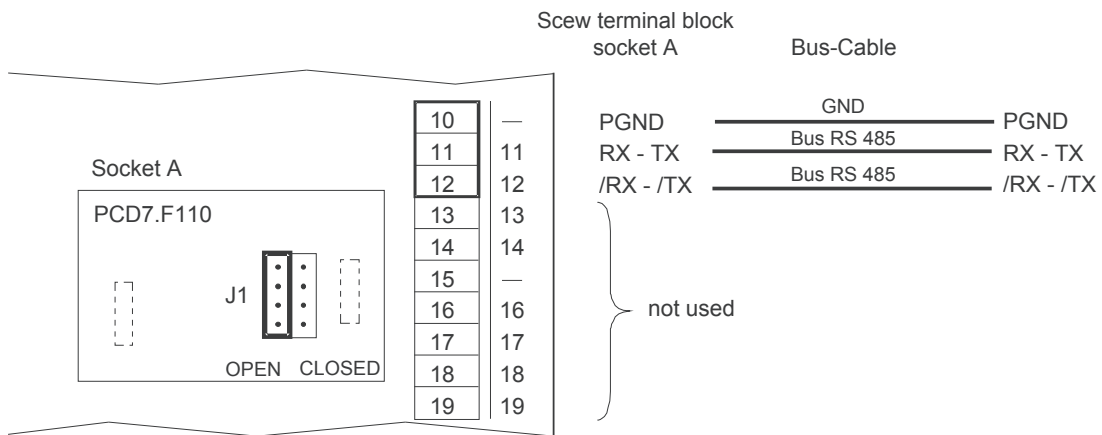 Scew terminal block
socket A Bus-Cable
10 — PGND GND PGND
11 11 RX - TX Bus RS 485 RX - TX
Socket A
12 12 /RX - /TX Bus RS 485 /RX - /TX
PCD7.F110
13 13
14 14
J1
15 —
16 16 not used
17 17
OPEN CLOSED
18 18
19 19